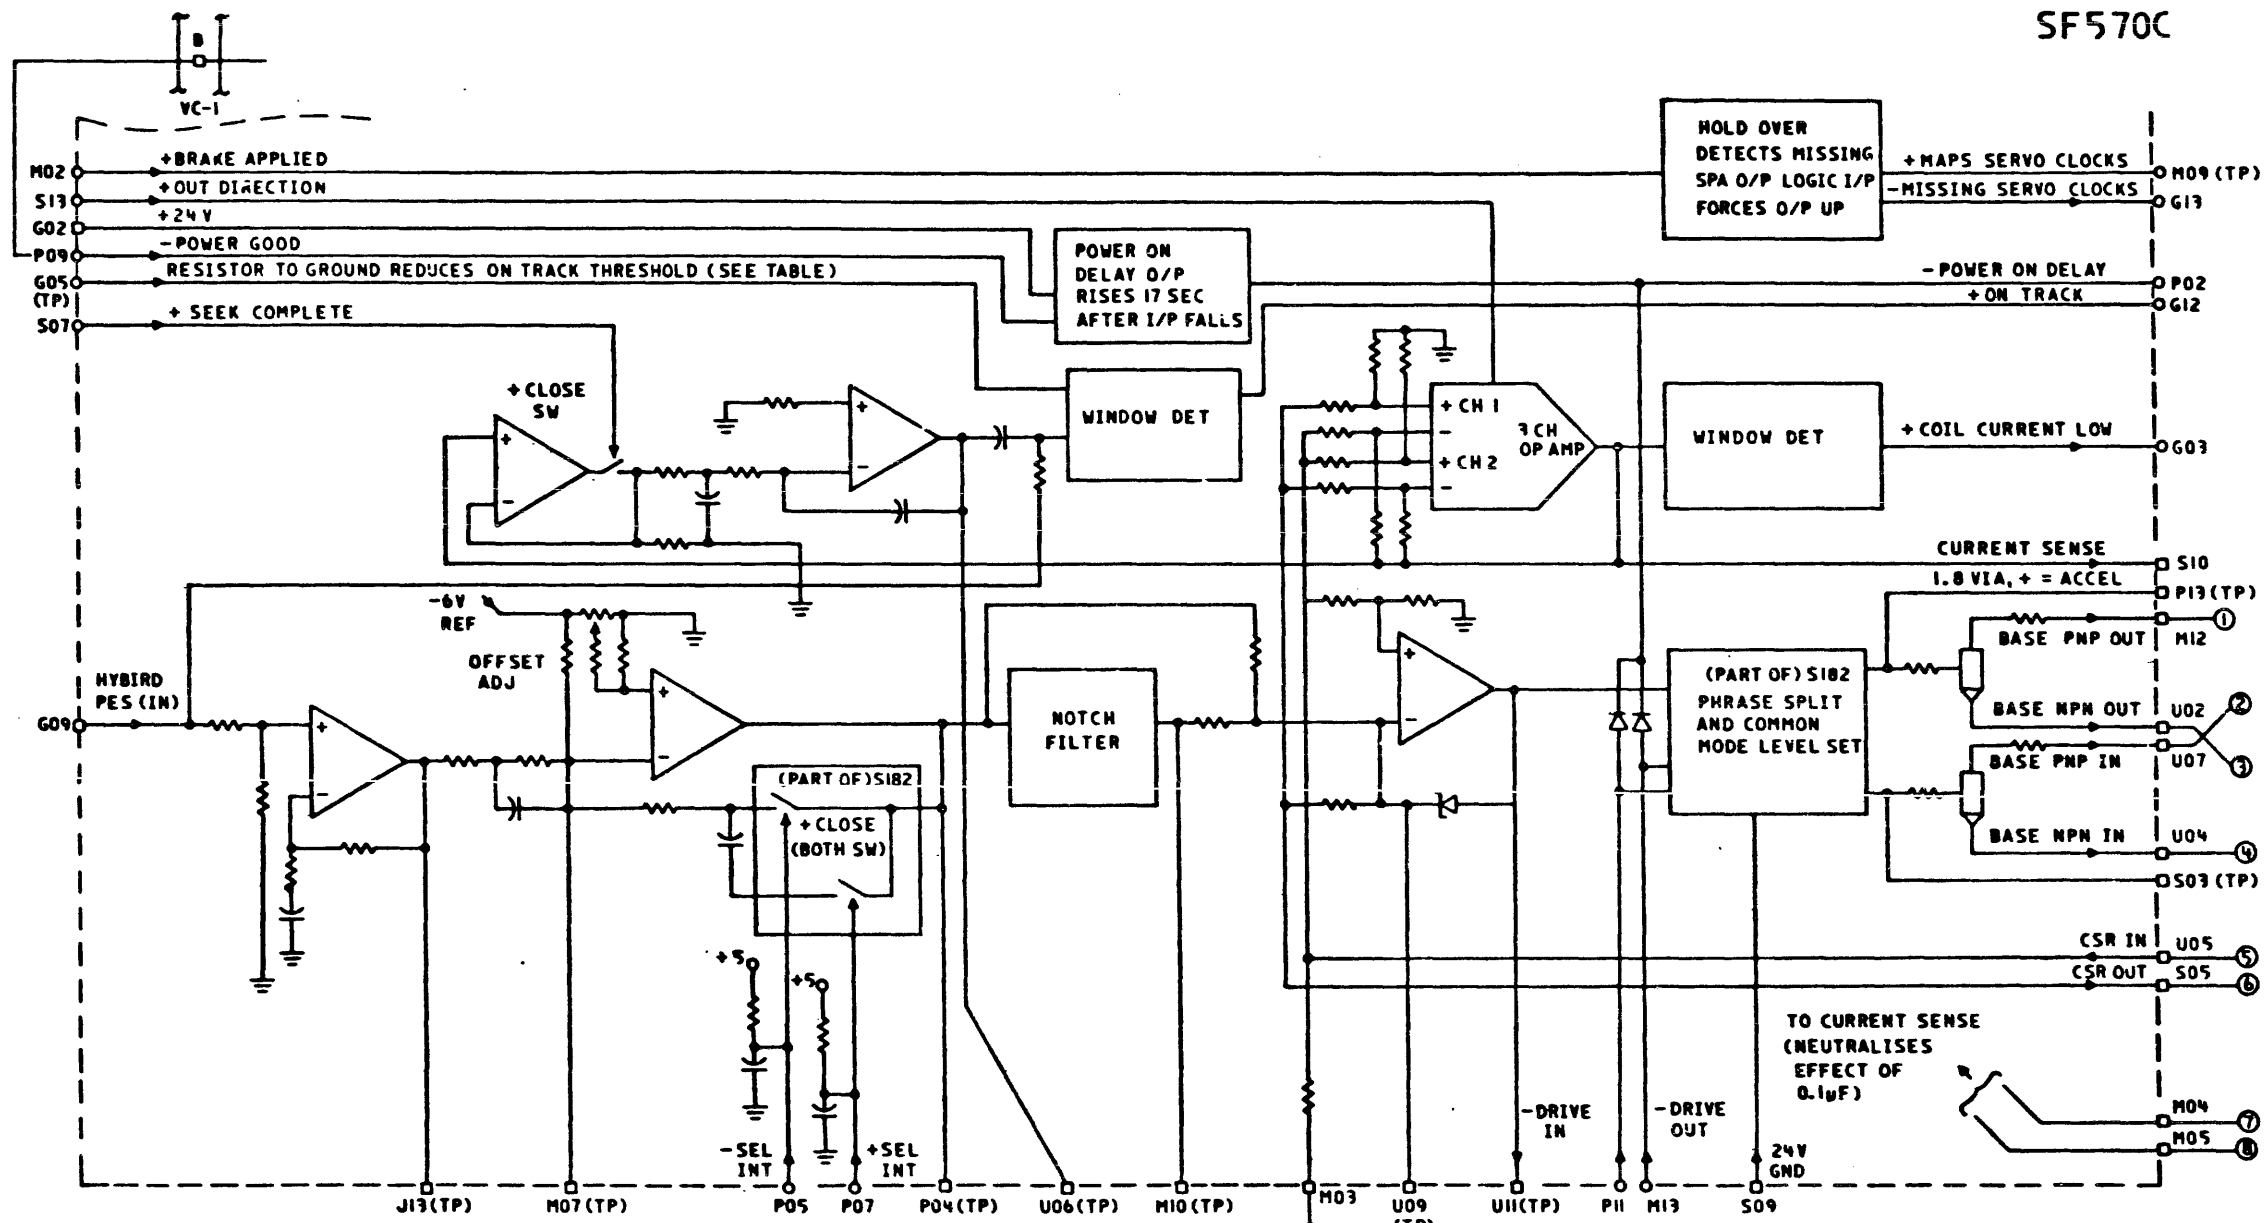 SF570C
B
VC-1
M02
+BRAKE APPLIED
S13
+OUT DIRECTION
G02
+24 V
P09
-POWER GOOD
G05
(TP)
RESISTOR TO GROUND REDUCES ON TRACK THRESHOLD (SEE TABLE)
S07
+ SEEK COMPLETE
HOLD OVER
DETECTS MISSING
SPA O/P LOGIC I/P
FORCES O/P UP
+MAPS SERVO CLOCKS
M09 (TP)
-MISSING SERVO CLOCKS
G13
POWER ON
DELAY O/P
RISES 17 SEC
AFTER I/P FALLS
-POWER ON DELAY
P02
+ON TRACK
G12
+CLOSE
SW
+
-
+
-
WINDOW DET
+ CH 1
-
+ CH 2
-
3 CH
OP AMP
WINDOW DET
+ COIL CURRENT LOW
G03
CURRENT SENSE
S10
1.8 V/A, + = ACCEL
P13(TP)
BASE PNP OUT
M12
1
-6V
REF
OFFSET
ADJ
HYBIRD
PES (IN)
G09
+
-
+
-
NOTCH
FILTER
+
-
(PART OF) S182
PHRASE SPLIT
AND COMMON
MODE LEVEL SET
BASE NPN OUT
U02
2
BASE PNP IN
U07
3
BASE NPN IN
U04
4
S03 (TP)
(PART OF) S182
+CLOSE
(BOTH SW)
+5
+5
CSR IN
U05
5
CSR OUT
S05
6
TO CURRENT SENSE
(NEUTRALISES
EFFECT OF
0.1µF)
M04
7
M05
8
-SEL
INT
+SEL
INT
-DRIVE
IN
-DRIVE
OUT
24V
GND
J13(TP)
M07(TP)
P05
P07
P04(TP)
U06(TP)
M10(TP)
M03
U09
(TP)
U11(TP)
P11
M13
S09